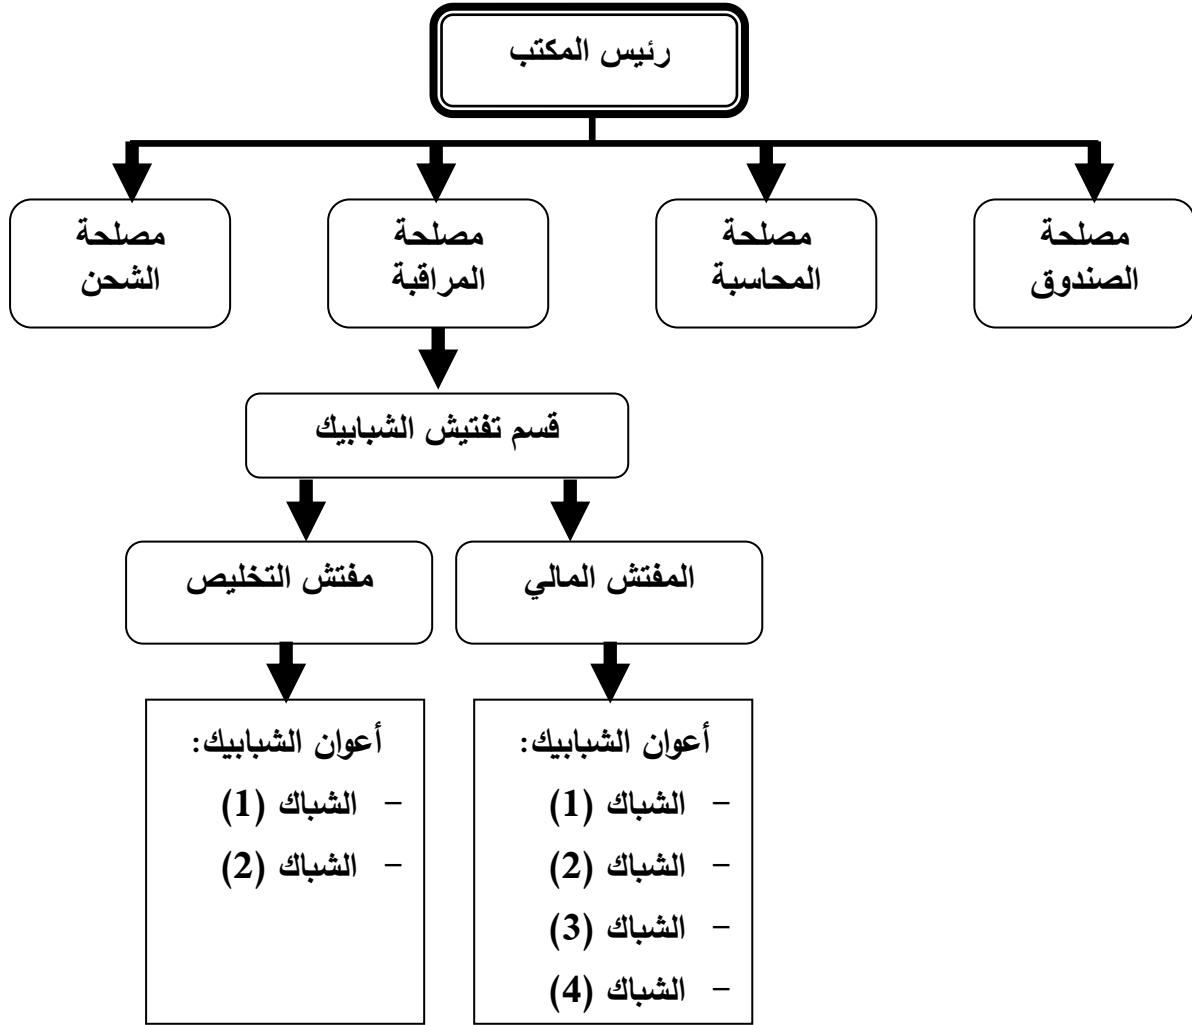 رئيس المكتب
مصلحة
الصندوق
مصلحة
المحاسبة
مصلحة
المراقبة
مصلحة
الشحن
قسم تفتيش الشبابيك
المفتش المالي
مفتش التخليص
أعوان الشبابيك:
- الشباك (1)
- الشباك (2)
- الشباك (3)
- الشباك (4)
أعوان الشبابيك:
- الشباك (1)
- الشباك (2)